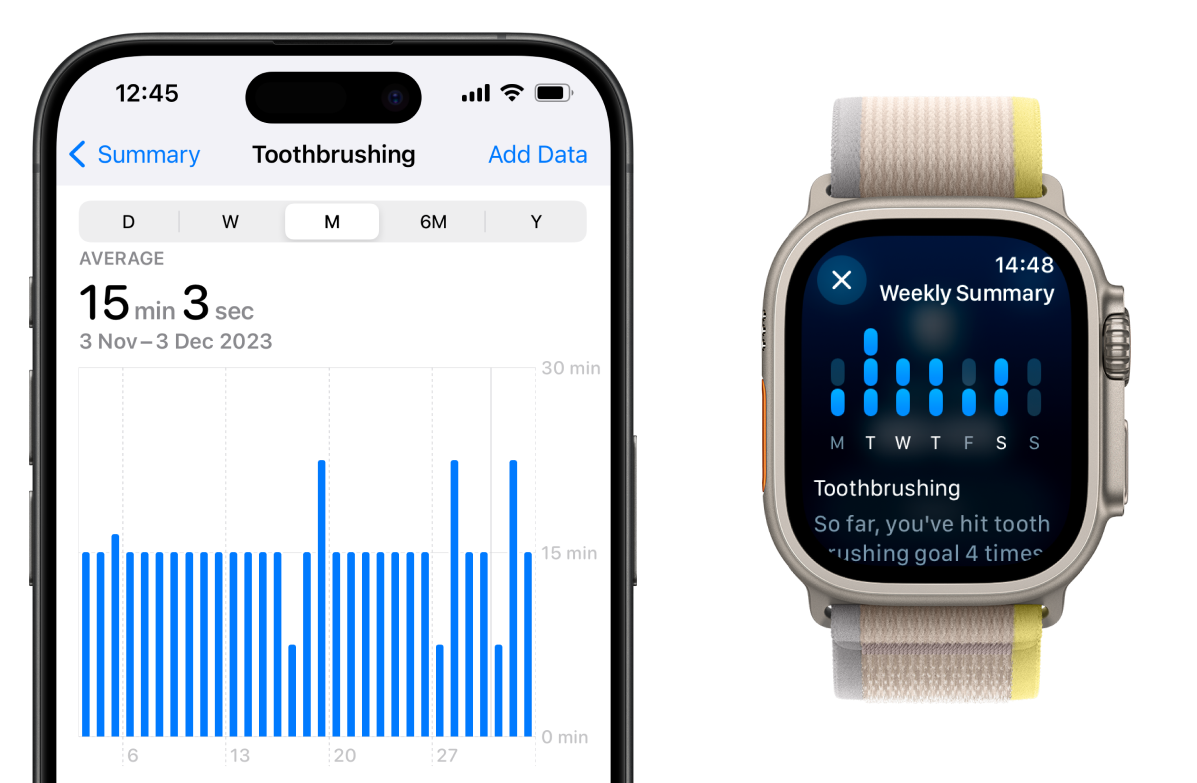 12:45
Summary
Toothbrushing
Add Data
D W M 6M Y
AVERAGE
15 min 3 sec
3 Nov – 3 Dec 2023
30 min
15 min
0 min
6 13 20 27
14:48
Weekly Summary
M T W T F S S
Toothbrushing
So far, you've hit tooth
rushing goal 4 times